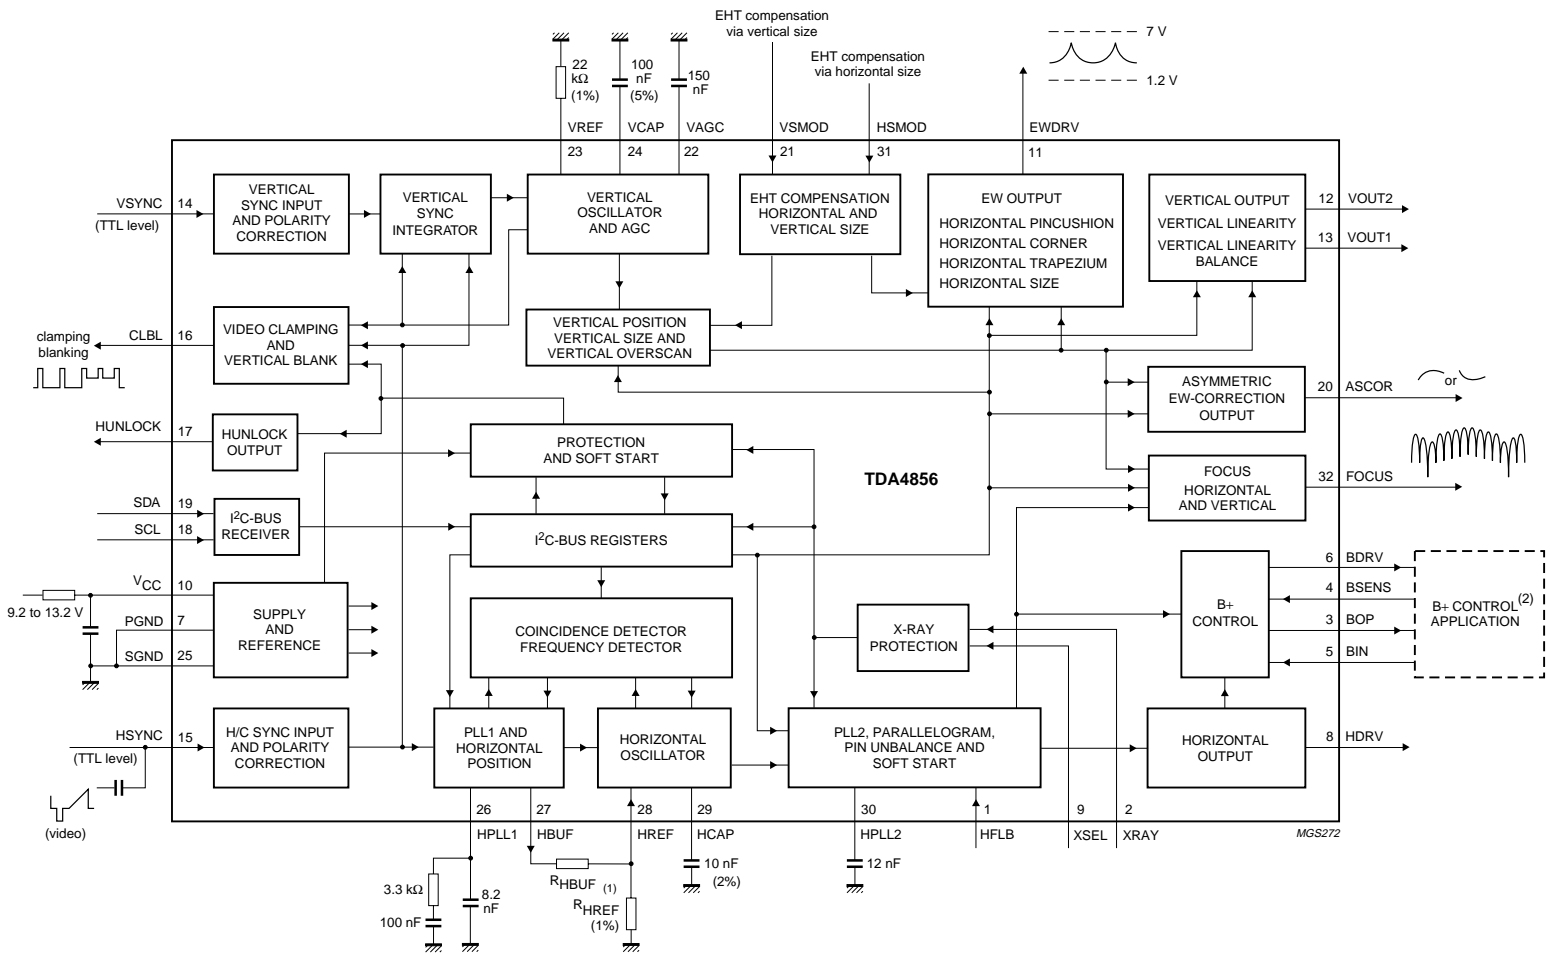 EHT compensation
via vertical size
EHT compensation
via horizontal size
7 V
1.2 V
22
kΩ
(1%)
100
nF
(5%)
150
nF
VREF
VCAP
VAGC
VSMOD
HSMOD
EWDRV
23
24
22
21
31
11
VSYNC
14
(TTL level)
VERTICAL
SYNC INPUT
AND POLARITY
CORRECTION
VERTICAL
SYNC
INTEGRATOR
VERTICAL
OSCILLATOR
AND AGC
EHT COMPENSATION
HORIZONTAL AND
VERTICAL SIZE
EW OUTPUT
HORIZONTAL PINCUSHION
HORIZONTAL CORNER
HORIZONTAL TRAPEZIUM
HORIZONTAL SIZE
VERTICAL OUTPUT
VERTICAL LINEARITY
VERTICAL LINEARITY
BALANCE
12 VOUT2
13 VOUT1
clamping
blanking
CLBL 16
VIDEO CLAMPING
AND
VERTICAL BLANK
VERTICAL POSITION
VERTICAL SIZE AND
VERTICAL OVERSCAN
ASYMMETRIC
EW-CORRECTION
OUTPUT
20 ASCOR
or
HUNLOCK 17
HUNLOCK
OUTPUT
PROTECTION
AND SOFT START
TDA4856
FOCUS
HORIZONTAL
AND VERTICAL
32 FOCUS
SDA 19
SCL 18
I2C-BUS
RECEIVER
I2C-BUS REGISTERS
VCC 10
9.2 to 13.2 V
PGND 7
SGND 25
SUPPLY
AND
REFERENCE
COINCIDENCE DETECTOR
FREQUENCY DETECTOR
X-RAY
PROTECTION
B+
CONTROL
6 BDRV
4 BSENS
3 BOP
5 BIN
B+ CONTROL(2)
APPLICATION
HSYNC 15
(TTL level)
(video)
H/C SYNC INPUT
AND POLARITY
CORRECTION
PLL1 AND
HORIZONTAL
POSITION
HORIZONTAL
OSCILLATOR
PLL2, PARALLELOGRAM,
PIN UNBALANCE AND
SOFT START
HORIZONTAL
OUTPUT
8 HDRV
26
27
28
29
30
1
9
2
HPLL1
HBUF
HREF
HCAP
HPLL2
HFLB
XSEL
XRAY
MGS272
3.3 kΩ
100 nF
8.2
nF
RHBUF (1)
RHREF
(1%)
10 nF
(2%)
12 nF